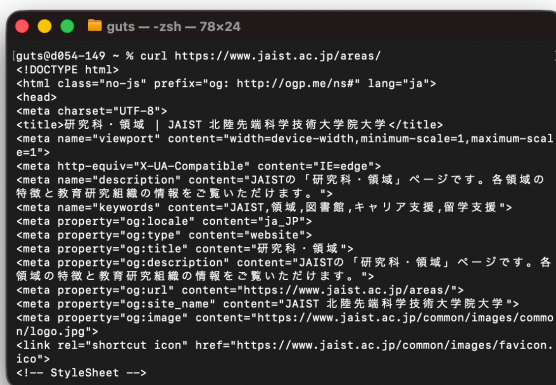 guts — -zsh — 78×24
guts@d054-149 ~ % curl https://www.jaist.ac.jp/areas/
<!DOCTYPE html>
<html class="no-js" prefix="og: http://ogp.me/ns#" lang="ja">
<head>
<meta charset="UTF-8">
<title>研究科・領域 | JAIST 北陸先端科学技術大学院大学</title>
<meta name="viewport" content="width=device-width,minimum-scale=1,maximum-scal
e=1">
<meta http-equiv="X-UA-Compatible" content="IE=edge">
<meta name="description" content="JAISTの「研究科・領域」ページです。各領域の
特徴と教育研究組織の情報をご覧いただけます。">
<meta name="keywords" content="JAIST,領域,図書館,キャリア支援,留学支援">
<meta property="og:locale" content="ja_JP">
<meta property="og:type" content="website">
<meta property="og:title" content="研究科・領域">
<meta property="og:description" content="JAISTの「研究科・領域」ページです。各
領域の特徴と教育研究組織の情報をご覧いただけます。">
<meta property="og:url" content="https://www.jaist.ac.jp/areas/">
<meta property="og:site_name" content="JAIST 北陸先端科学技術大学院大学">
<meta property="og:image" content="https://www.jaist.ac.jp/common/images/commo
n/logo.jpg">
<link rel="shortcut icon" href="https://www.jaist.ac.jp/common/images/favicon.
ico">
<!-- StyleSheet -->